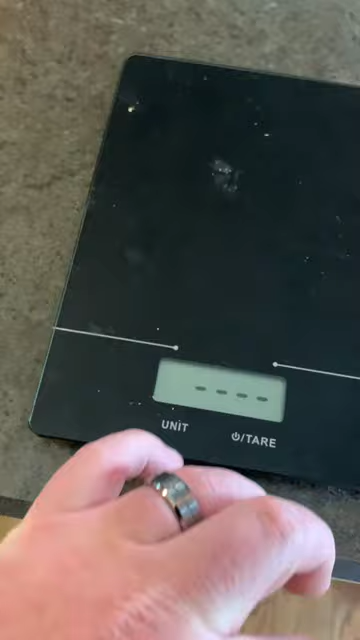 - - - -
UNIT
⏻/TARE